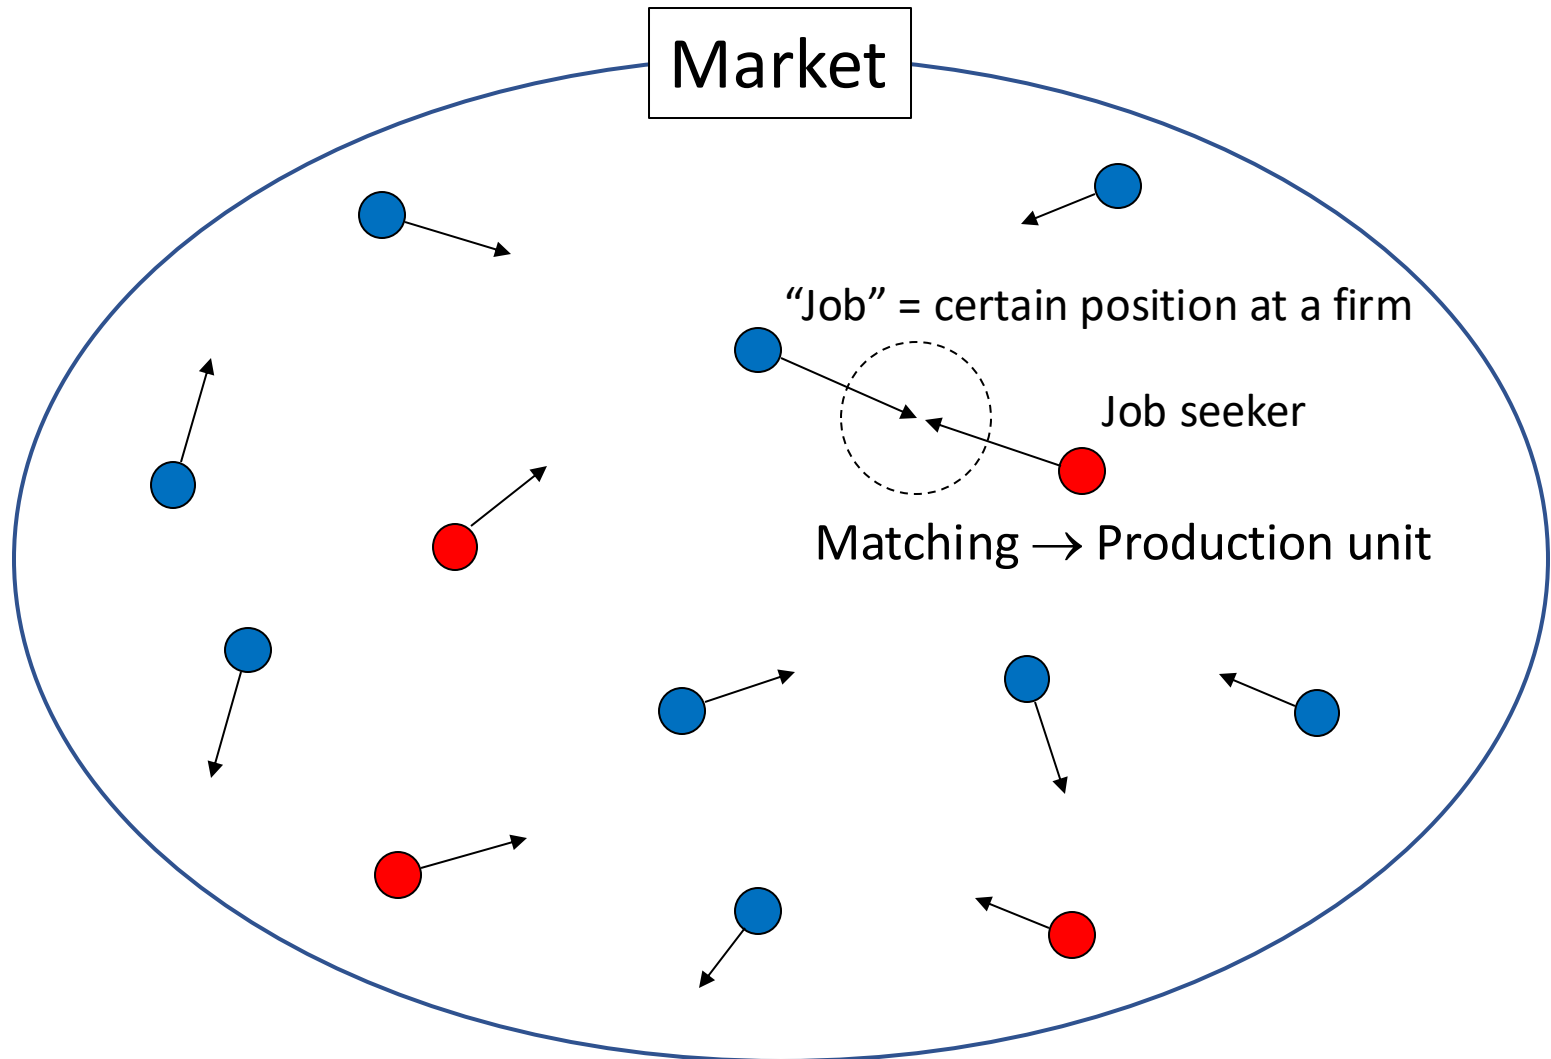 Market
“Job” = certain position at a firm
Job seeker
Matching → Production unit